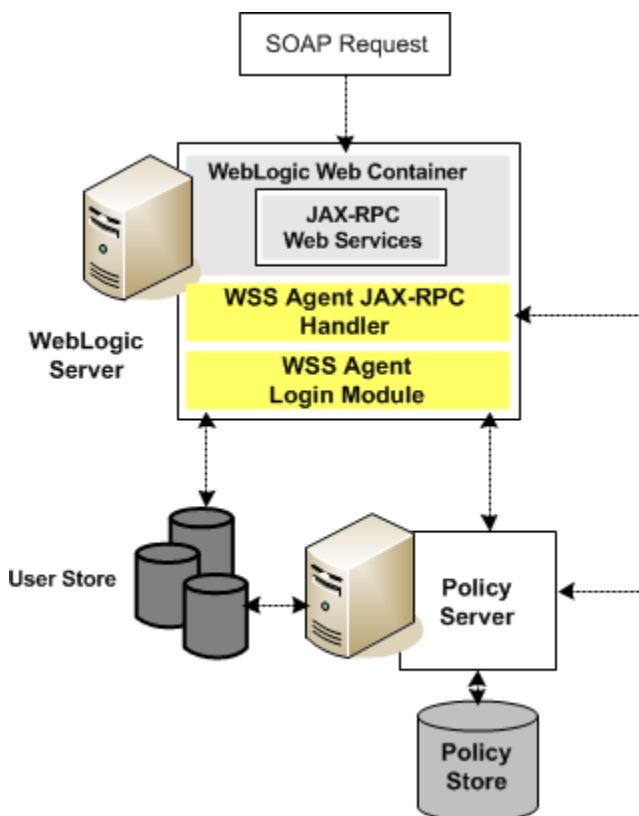 SOAP Request
WebLogic Web Container
JAX-RPC
Web Services
WSS Agent JAX-RPC
Handler
WebLogic
Server
WSS Agent
Login Module
User Store
Policy
Server
Policy
Store